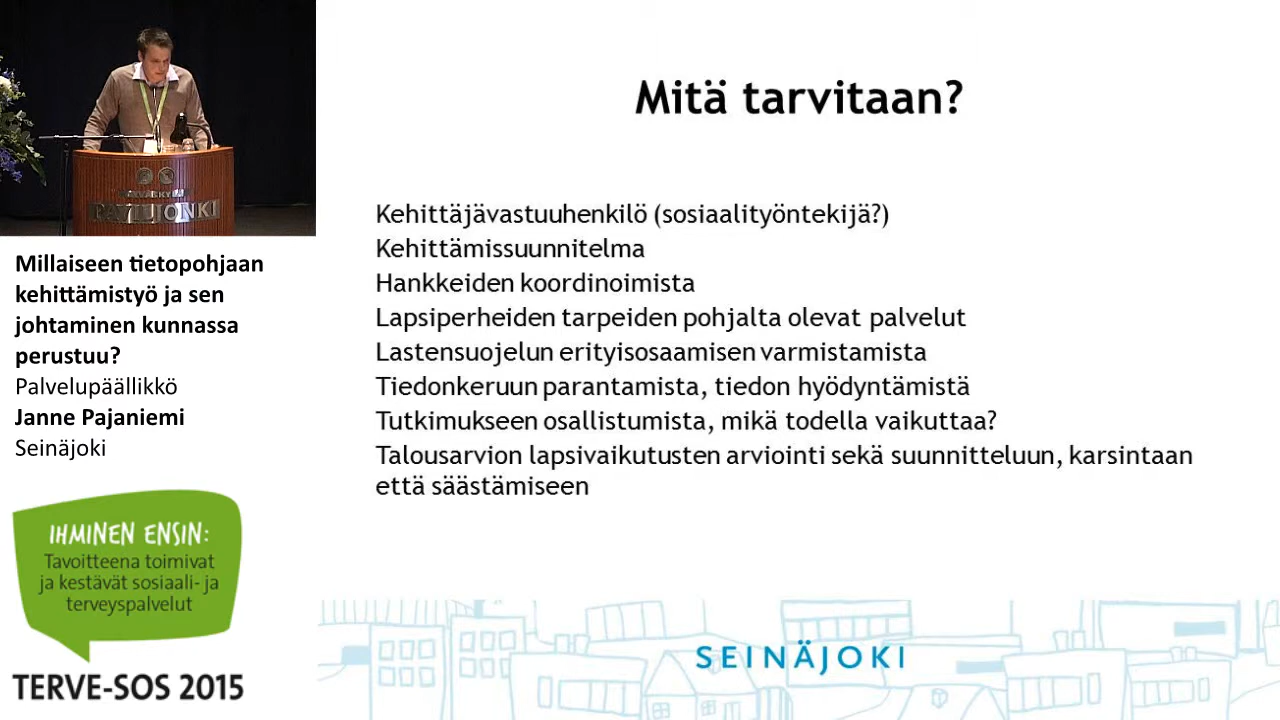 Mitä tarvitaan?
Kehittäjävastuuhenkilö (sosiaalityöntekijä?)
Kehittämissuunnitelma
Hankkeiden koordinoimista
Lapsiperheiden tarpeiden pohjalta olevat palvelut
Lastensuojelun erityisosaamisen varmistamista
Tiedonkeruun parantamista, tiedon hyödyntämistä
Tutkimukseen osallistumista, mikä todella vaikuttaa?
Talousarvion lapsivaikutusten arviointi sekä suunnitteluun, karsintaan
että säästämiseen
SEINÄJOKI
PAVILJONKI
Millaiseen tietopohjaan
kehittämistyö ja sen
johtaminen kunnassa
perustuu?
Palvelupäällikkö
Janne Pajaniemi
Seinäjoki
IHMINEN ENSIN:
Tavoitteena toimivat
ja kestävät sosiaali- ja
terveyspalvelut
TERVE-SOS 2015